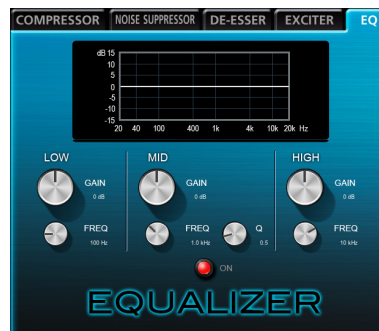 COMPRESSOR NOISE SUPPRESSOR DE-ESSER EXCITER EQ
dB 15
10
5
0
-5
-10
-15
20 40 100 400 1k 4k 10k 20k Hz
LOW MID HIGH
GAIN GAIN GAIN
0 dB 0 dB 0 dB
FREQ FREQ Q FREQ
100 Hz 1.0 kHz 0.5 10 kHz
ON
EQUALIZER